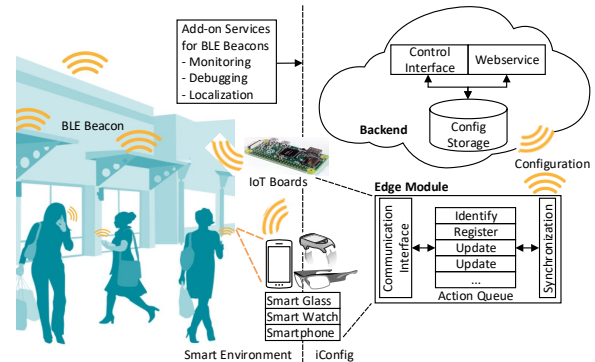 Add-on Services
for BLE Beacons
- Monitoring
- Debugging
- Localization
Control
Interface
Webservice
Backend
Config
Storage
BLE Beacon
IoT Boards
Configuration
Edge Module
Communication
Interface
Identify
Register
Update
Update
...
Action Queue
Synchronization
Smart Glass
Smart Watch
Smartphone
Smart Environment
iConfig